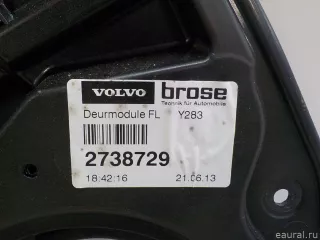 VOLVO brose
Technik für Automobile
Deurmodule FL Y283
2738729
18:42:16 21.06.13
eaural.ru